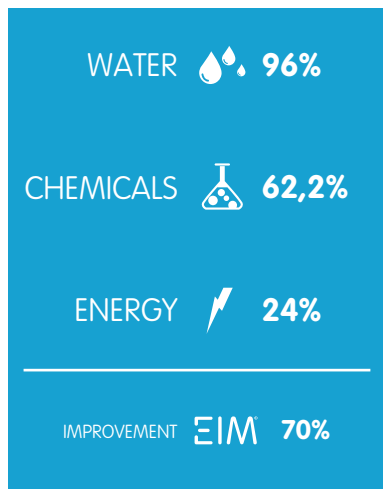 WATER 96%
CHEMICALS 62,2%
ENERGY 24%
IMPROVEMENT EIM® 70%